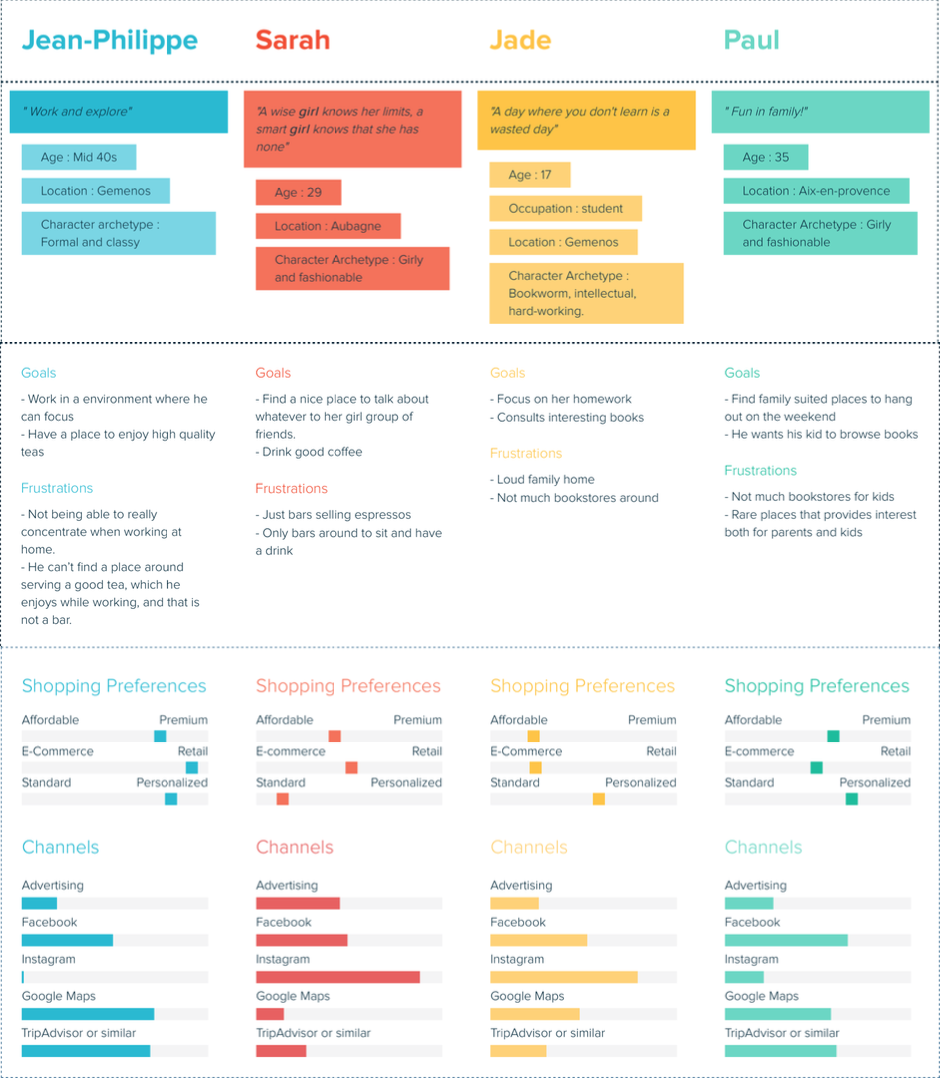 Jean-Philippe
Sarah
Jade
Paul
" Work and explore"
Age : Mid 40s
Location : Gemenos
Character archetype :
Formal and classy
"A wise girl knows her limits, a
smart girl knows that she has
none"
Age : 29
Location : Aubagne
Character Archetype : Girly
and fashionable
"A day where you don't learn is a
wasted day"
Age : 17
Occupation : student
Location : Gemenos
Character Archetype :
Bookworm, intellectual,
hard-working.
" Fun in family!"
Age : 35
Location : Aix-en-provence
Character Archetype : Girly
and fashionable
Goals
- Work in a environment where he
can focus
- Have a place to enjoy high quality
teas
Frustrations
- Not being able to really
concentrate when working at
home.
- He can't find a place around
serving a good tea, which he
enjoys while working, and that is
not a bar.
Goals
- Find a nice place to talk about
whatever to her girl group of
friends.
- Drink good coffee
Frustrations
- Just bars selling espressos
- Only bars around to sit and have
a drink
Goals
- Focus on her homework
- Consults interesting books
Frustrations
- Loud family home
- Not much bookstores around
Goals
- Find family suited places to hang
out on the weekend
- He wants his kid to browse books
Frustrations
- Not much bookstores for kids
- Rare places that provides interest
both for parents and kids
Shopping Preferences
Affordable Premium
E-Commerce Retail
Standard Personalized
Channels
Advertising
Facebook
Instagram
Google Maps
TripAdvisor or similar
Shopping Preferences
Affordable Premium
E-commerce Retail
Standard Personalized
Channels
Advertising
Facebook
Instagram
Google Maps
TripAdvisor or similar
Shopping Preferences
Affordable Premium
E-Commerce Retail
Standard Personalized
Channels
Advertising
Facebook
Instagram
Google Maps
TripAdvisor or similar
Shopping Preferences
Affordable Premium
E-commerce Retail
Standard Personalized
Channels
Advertising
Facebook
Instagram
Google Maps
TripAdvisor or similar